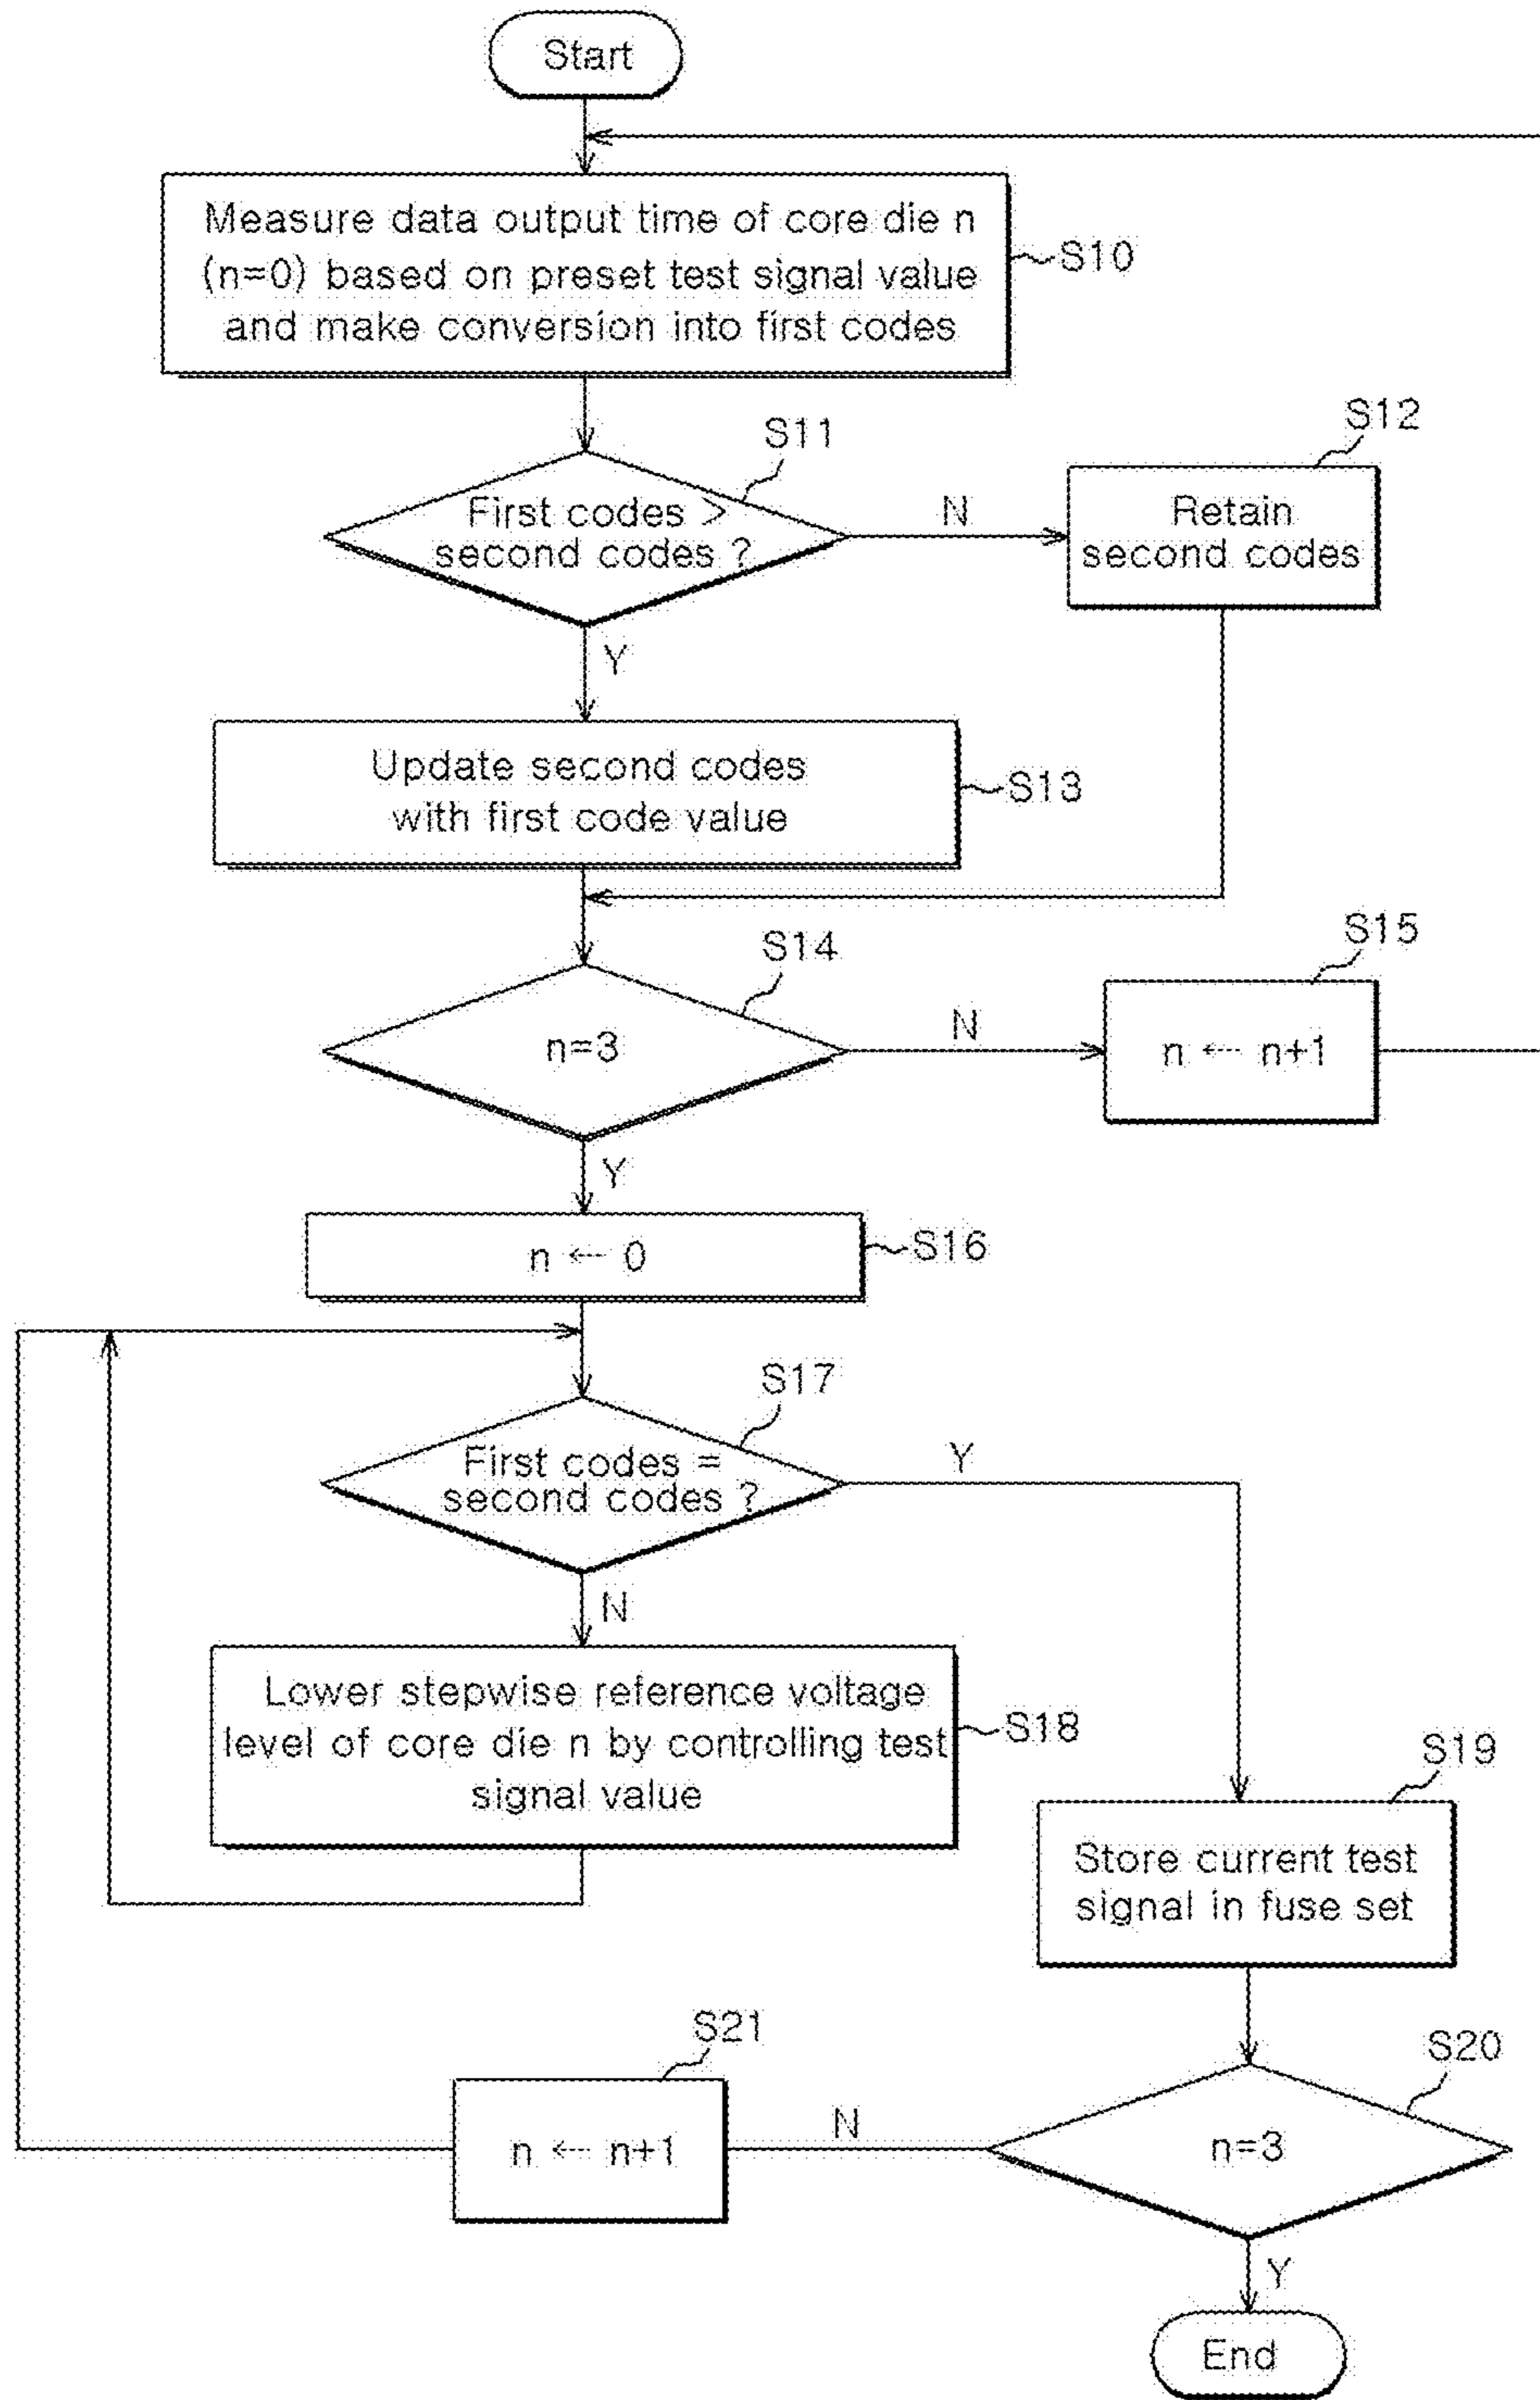 Start
Measure data output time of core die n
(n=0) based on preset test signal value
and make conversion into first codes
S10
S11
First codes >
second codes ?
N
S12
Retain
second codes
Y
Update second codes
with first code value
S13
S14
n=3
N
S15
n ← n+1
Y
n ← 0
S16
S17
First codes =
second codes ?
Y
N
Lower stepwise reference voltage
level of core die n by controlling test
signal value
S18
S19
Store current test
signal in fuse set
S20
n=3
N
S21
n ← n+1
Y
End